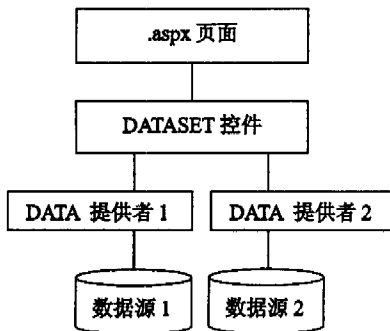 .aspx 页面
DATASET 控件
DATA 提供者 1
DATA 提供者 2
数据源 1
数据源 2